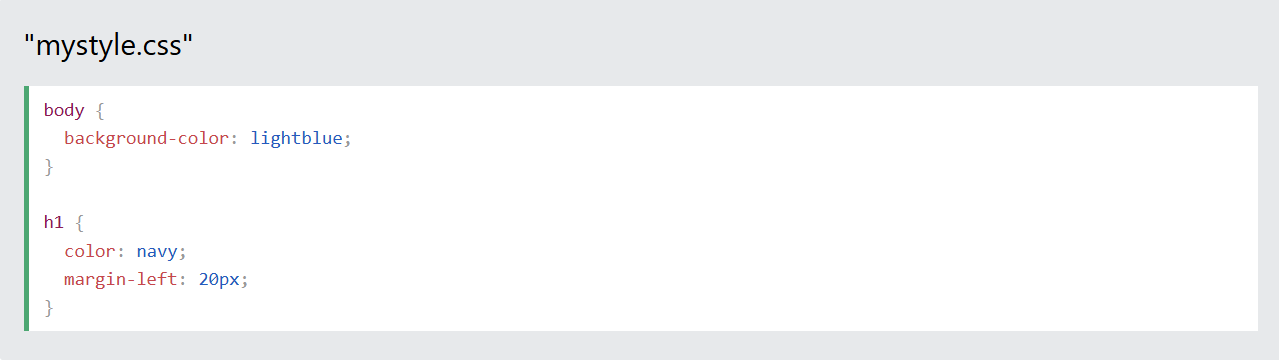 "mystyle.css"
body {
  background-color: lightblue;
}

h1 {
  color: navy;
  margin-left: 20px;
}